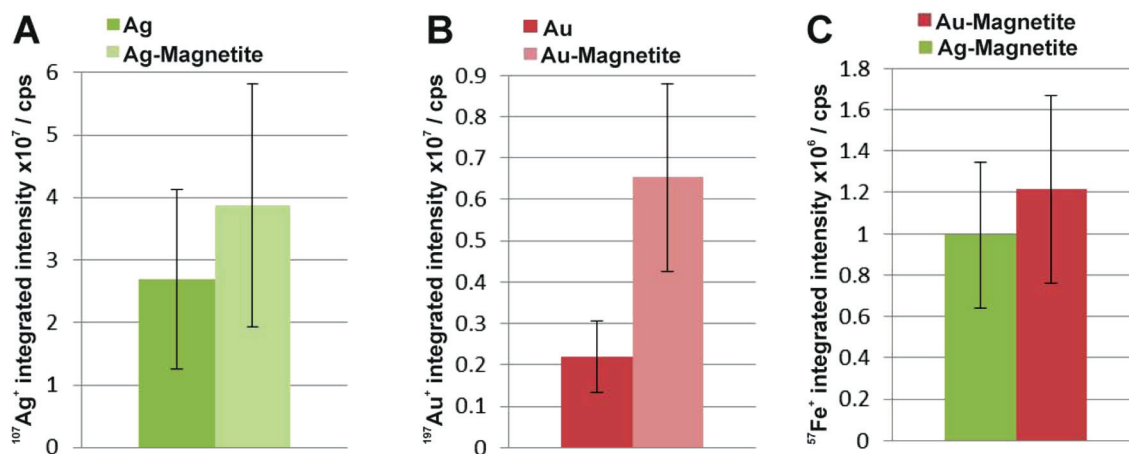 A
Ag
Ag-Magnetite
¹⁰⁷Ag⁺ integrated intensity x10⁷ / cps
6
5
4
3
2
1
0
B
Au
Au-Magnetite
¹⁹⁷Au⁺ integrated intensity x10⁷ / cps
0.9
0.8
0.7
0.6
0.5
0.4
0.3
0.2
0.1
0
C
Au-Magnetite
Ag-Magnetite
⁵⁷Fe⁺ integrated intensity x10⁶ / cps
1.8
1.6
1.4
1.2
1
0.8
0.6
0.4
0.2
0